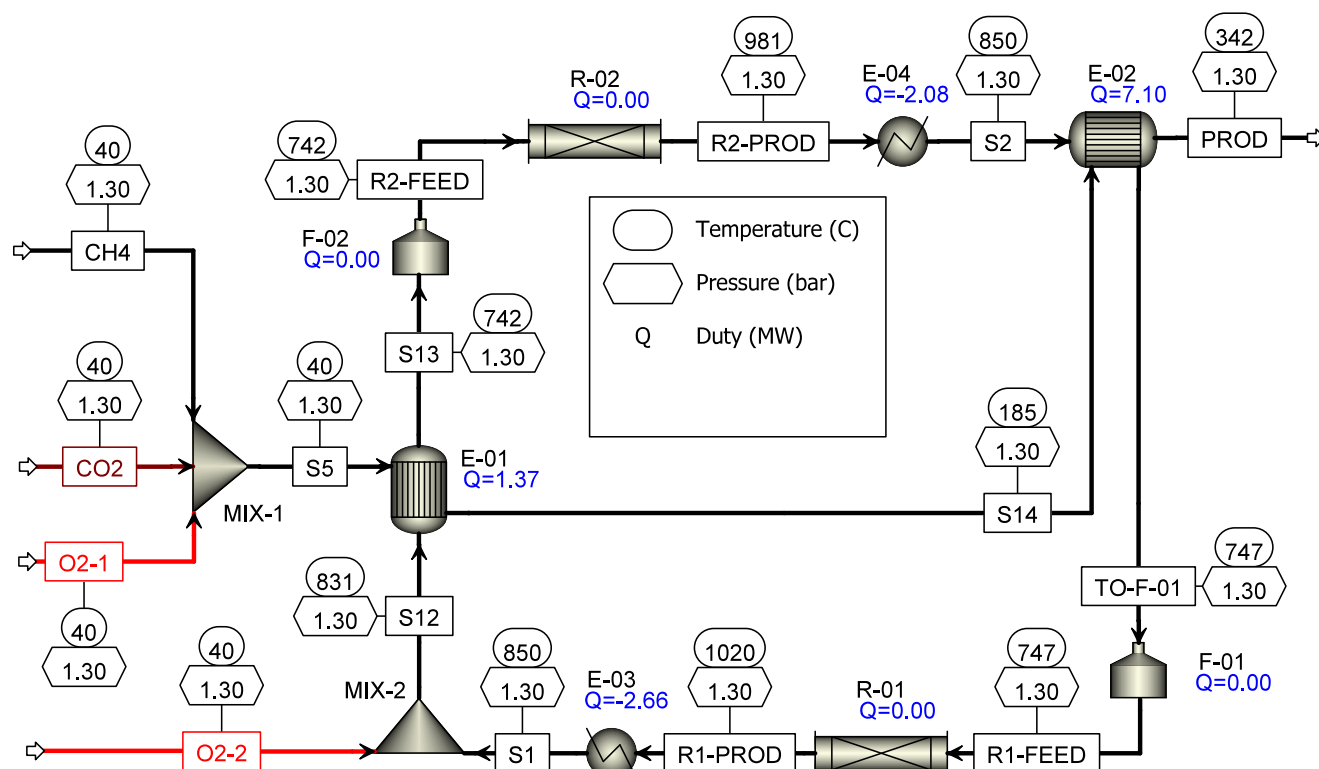 981
1.30
850
1.30
342
1.30
R-02
Q=0.00
E-04
Q=-2.08
E-02
Q=7.10
R2-PROD
S2
PROD
40
1.30
742
1.30
R2-FEED
CH4
F-02
Q=0.00
Temperature (C)
Pressure (bar)
Q Duty (MW)
742
1.30
S13
40
1.30
40
1.30
CO2
S5
E-01
Q=1.37
MIX-1
185
1.30
S14
O2-1
40
1.30
831
1.30
S12
747
1.30
TO-F-01
40
1.30
O2-2
MIX-2
850
1.30
S1
E-03
Q=-2.66
1020
1.30
R1-PROD
R-01
Q=0.00
747
1.30
R1-FEED
F-01
Q=0.00